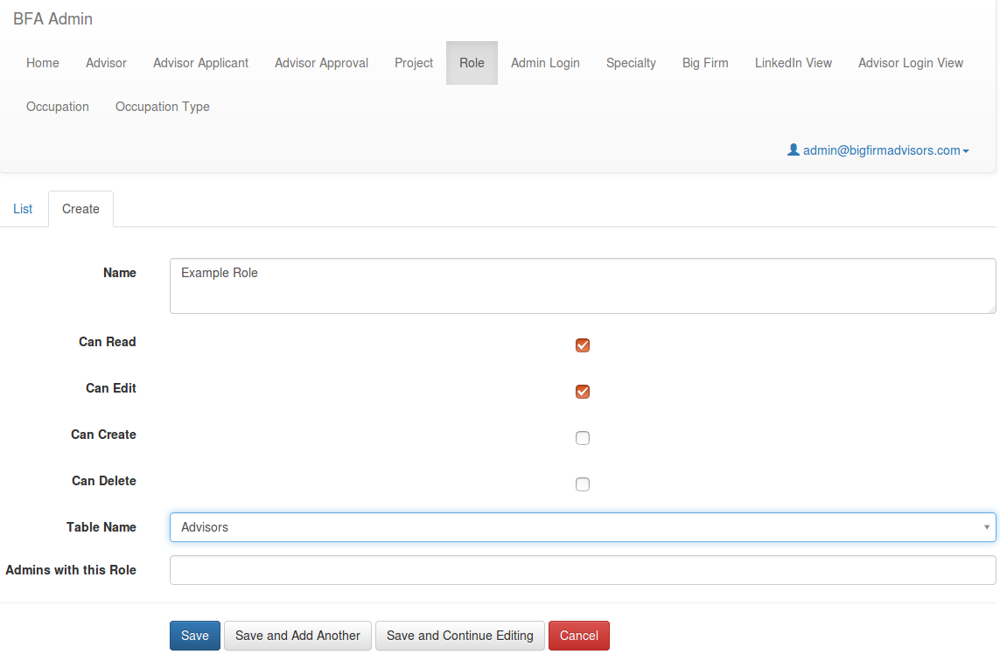 BFA Admin
Home Advisor Advisor Applicant Advisor Approval Project Role Admin Login Specialty Big Firm LinkedIn View Advisor Login View
Occupation Occupation Type
admin@bigfirmadvisors.com
List Create
Name Example Role
Can Read
Can Edit
Can Create
Can Delete
Table Name Advisors
Admins with this Role
Save Save and Add Another Save and Continue Editing Cancel